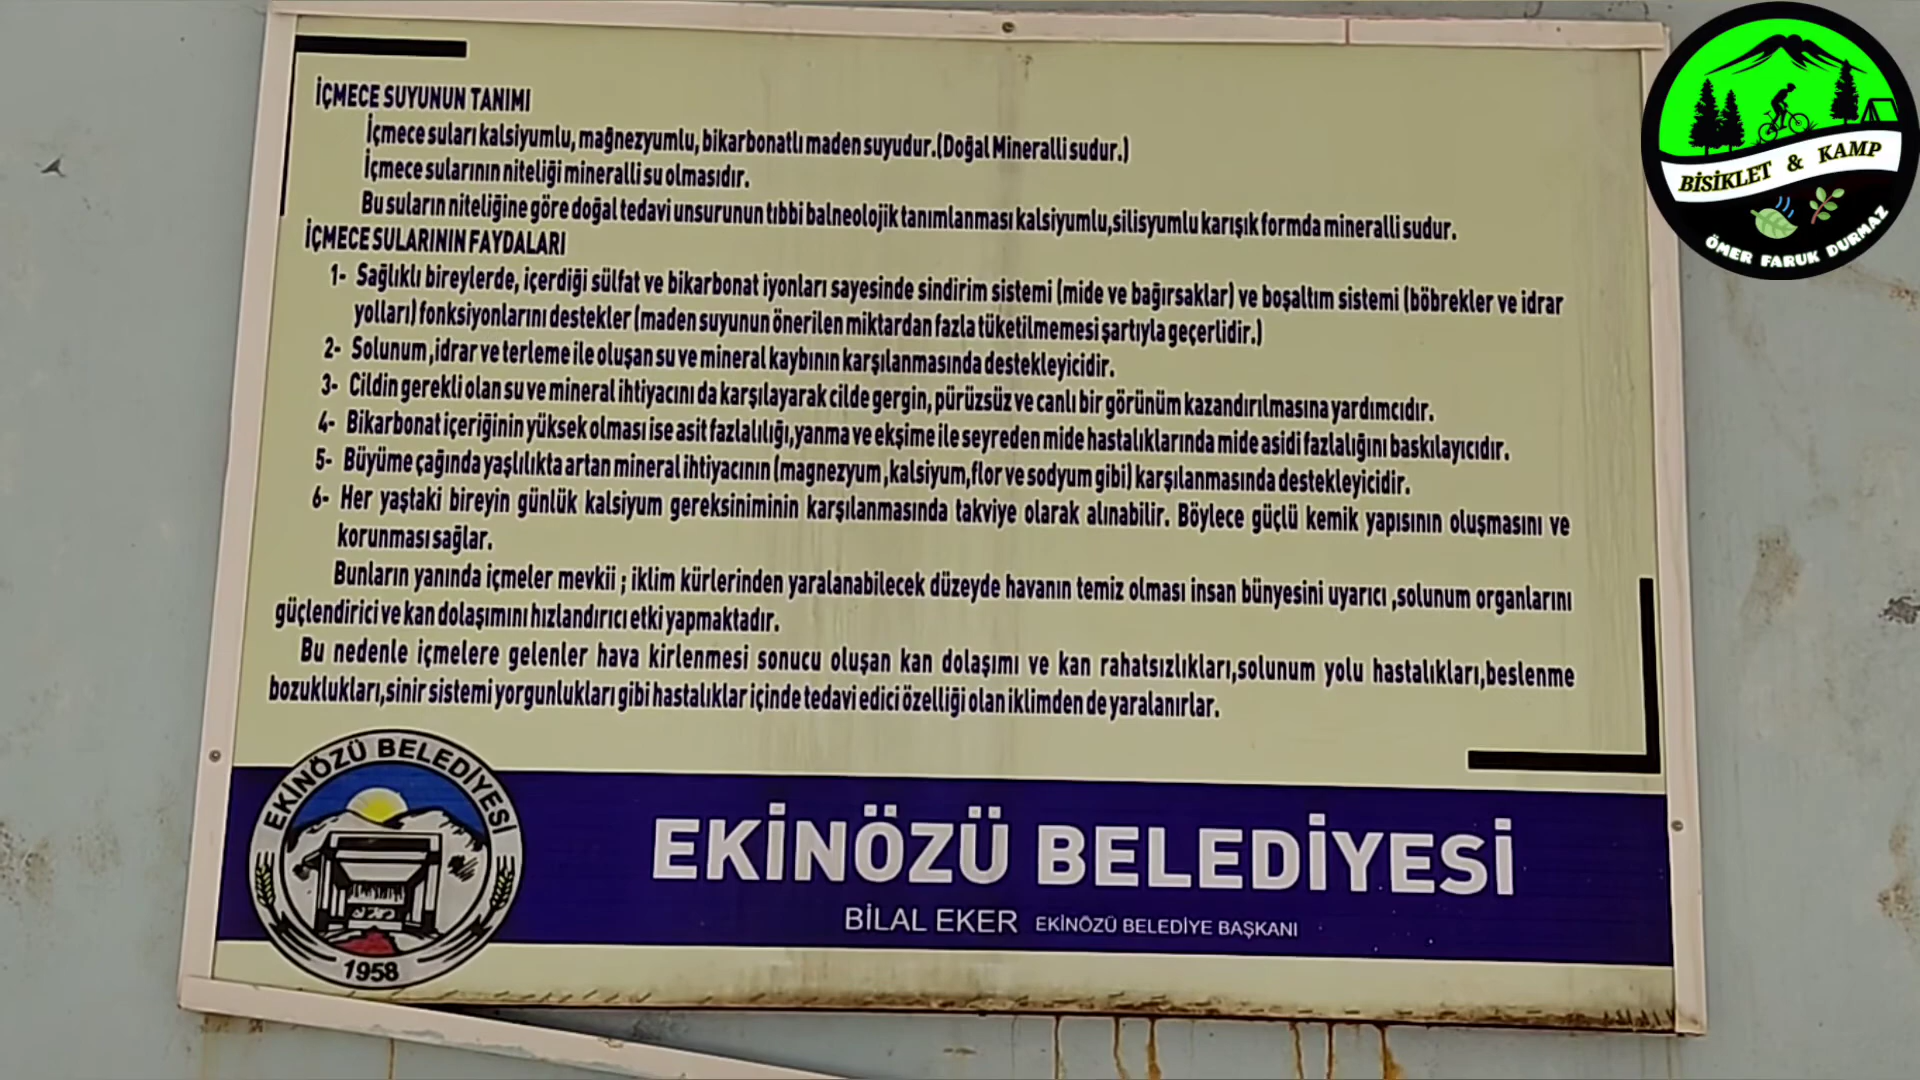 İÇMECE SUYUNUN TANIMI
İçmece suları kalsiyumlu, mağnezyumlu, bikarbonatlı maden suyudur.(Doğal Mineralli sudur.)
İçmece sularının niteliği mineralli su olmasıdır.
Bu suların niteliğine göre doğal tedavi unsurunun tıbbi balneolojik tanımlanması kalsiyumlu,silisyumlu karışık formda mineralli sudur.
İÇMECE SULARININ FAYDALARI
1- Sağlıklı bireylerde, içerdiği sülfat ve bikarbonat iyonları sayesinde sindirim sistemi (mide ve bağırsaklar) ve boşaltım sistemi (böbrekler ve idrar
yolları) fonksiyonlarını destekler (maden suyunun önerilen miktardan fazla tüketilmemesi şartıyla geçerlidir.)
2- Solunum ,idrar ve terleme ile oluşan su ve mineral kaybının karşılanmasında destekleyicidir.
3- Cildin gerekli olan su ve mineral ihtiyacını da karşılayarak cilde gergin, pürüzsüz ve canlı bir görünüm kazandırılmasına yardımcıdır.
4- Bikarbonat içeriğinin yüksek olması ise asit fazlalılığı,yanma ve ekşime ile seyreden mide hastalıklarında mide asidi fazlalığını baskılayıcıdır.
5- Büyüme çağında yaşlılıkta artan mineral ihtiyacının (magnezyum ,kalsiyum,flor ve sodyum gibi) karşılanmasında destekleyicidir.
6- Her yaştaki bireyin günlük kalsiyum gereksiniminin karşılanmasında takviye olarak alınabilir. Böylece güçlü kemik yapısının oluşmasını ve
korunması sağlar.
Bunların yanında içmeler mevkii ; iklim kürlerinden yaralanabilecek düzeyde havanın temiz olması insan bünyesini uyarıcı ,solunum organlarını
güçlendirici ve kan dolaşımını hızlandırıcı etki yapmaktadır.
Bu nedenle içmelere gelenler hava kirlenmesi sonucu oluşan kan dolaşımı ve kan rahatsızlıkları,solunum yolu hastalıkları,beslenme
bozuklukları,sinir sistemi yorgunlukları gibi hastalıklar içinde tedavi edici özelliği olan iklimden de yaralanırlar.
EKİNÖZÜ BELEDİYESİ
1958
EKİNÖZÜ BELEDİYESİ
BİLAL EKER EKİNÖZÜ BELEDİYE BAŞKANI
BİSİKLET & KAMP
ÖMER FARUK DURMAZ